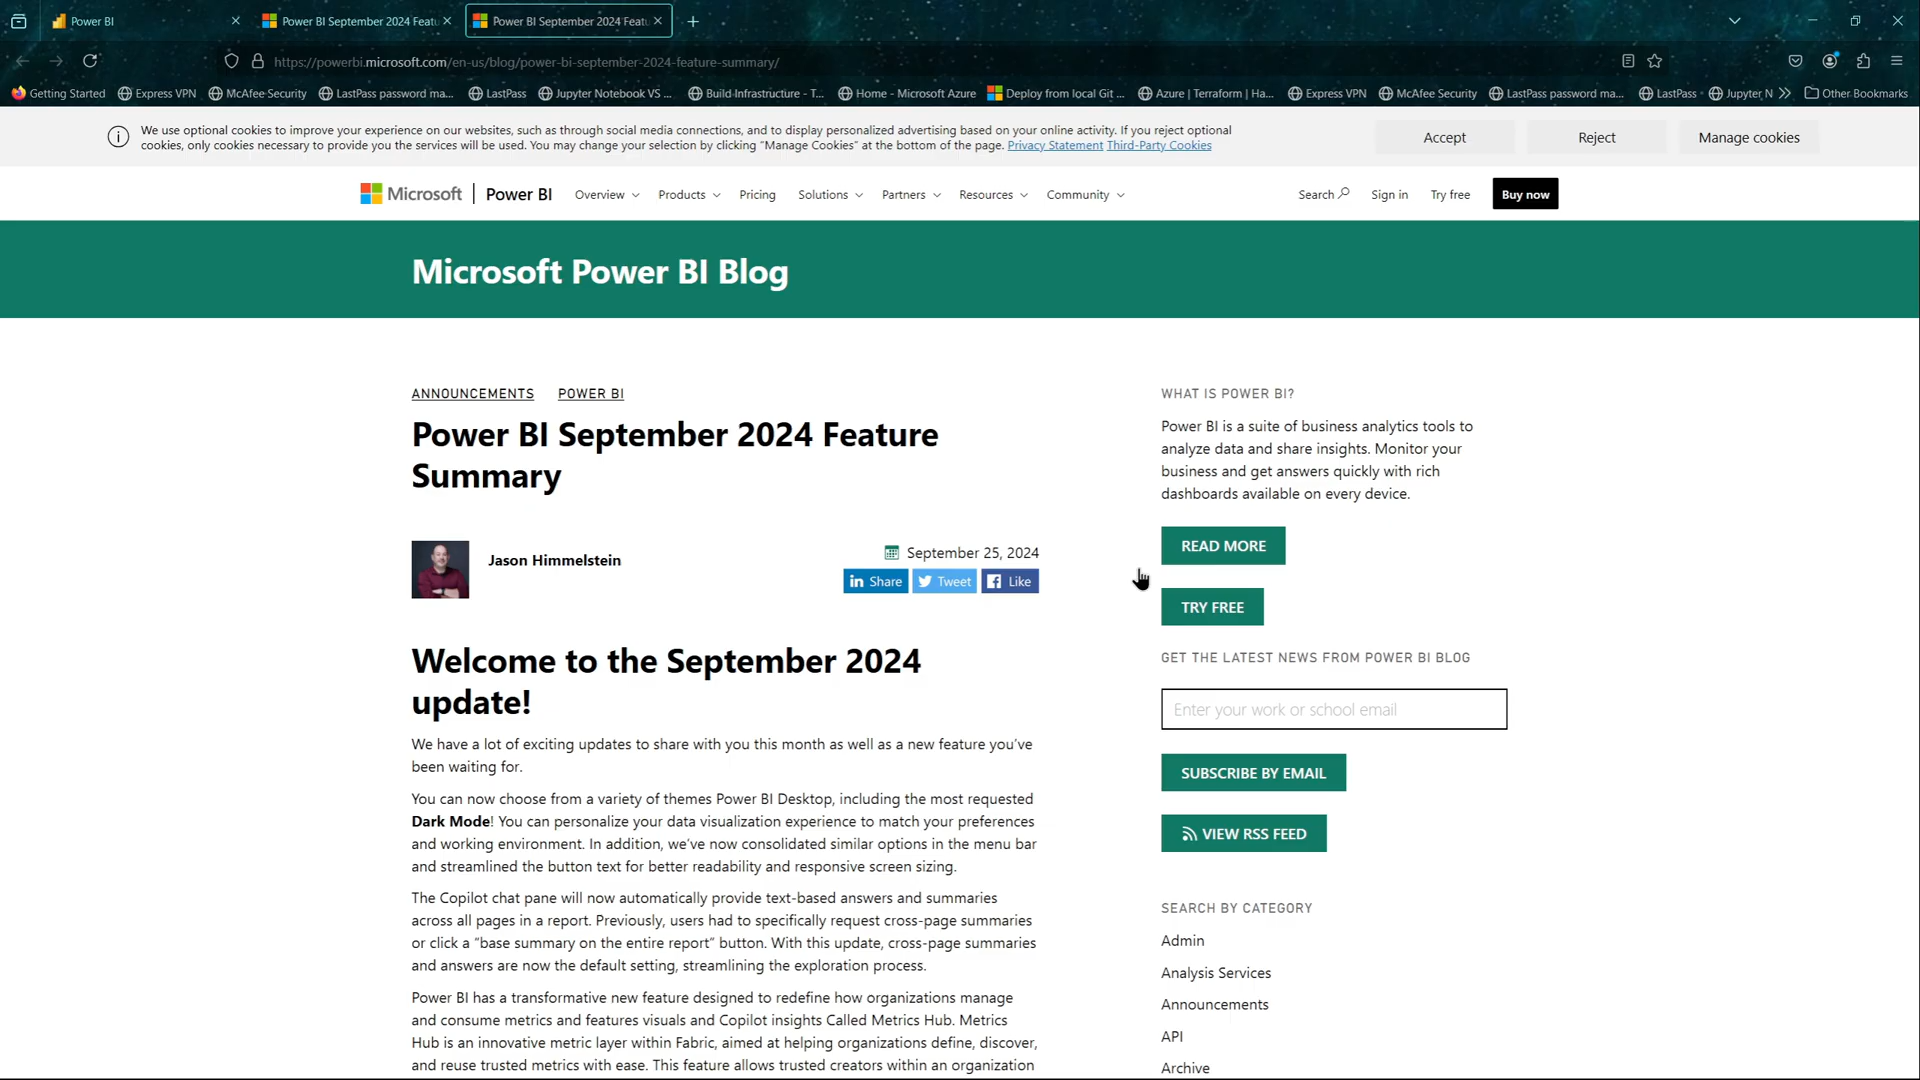 Power BI
Power BI September 2024 Featu
Power BI September 2024 Featu
https://powerbi.microsoft.com/en-us/blog/power-bi-september-2024-feature-summary/
Getting Started
Express VPN
McAfee Security
LastPass password ma...
LastPass
Jupyter Notebook VS ...
Build-Infrastructure - T...
Home - Microsoft Azure
Deploy from local Git ...
Azure | Terraform | Ha...
Express VPN
McAfee Security
LastPass password ma...
LastPass
Jupyter N
Other Bookmarks
We use optional cookies to improve your experience on our websites, such as through social media connections, and to display personalized advertising based on your online activity. If you reject optional
cookies, only cookies necessary to provide you the services will be used. You may change your selection by clicking "Manage Cookies" at the bottom of the page. Privacy Statement Third-Party Cookies
Accept
Reject
Manage cookies
Microsoft
Power BI
Overview
Products
Pricing
Solutions
Partners
Resources
Community
Search
Sign in
Try free
Buy now
Microsoft Power BI Blog
ANNOUNCEMENTS
POWER BI
Power BI September 2024 Feature
Summary
Jason Himmelstein
September 25, 2024
in Share
Tweet
Like
Welcome to the September 2024
update!
We have a lot of exciting updates to share with you this month as well as a new feature you've
been waiting for.
You can now choose from a variety of themes Power BI Desktop, including the most requested
Dark Mode! You can personalize your data visualization experience to match your preferences
and working environment. In addition, we've now consolidated similar options in the menu bar
and streamlined the button text for better readability and responsive screen sizing.
The Copilot chat pane will now automatically provide text-based answers and summaries
across all pages in a report. Previously, users had to specifically request cross-page summaries
or click a "base summary on the entire report" button. With this update, cross-page summaries
and answers are now the default setting, streamlining the exploration process.
Power BI has a transformative new feature designed to redefine how organizations manage
and consume metrics and features visuals and Copilot insights Called Metrics Hub. Metrics
Hub is an innovative metric layer within Fabric, aimed at helping organizations define, discover,
and reuse trusted metrics with ease. This feature allows trusted creators within an organization
WHAT IS POWER BI?
Power BI is a suite of business analytics tools to
analyze data and share insights. Monitor your
business and get answers quickly with rich
dashboards available on every device.
READ MORE
TRY FREE
GET THE LATEST NEWS FROM POWER BI BLOG
Enter your work or school email
SUBSCRIBE BY EMAIL
VIEW RSS FEED
SEARCH BY CATEGORY
Admin
Analysis Services
Announcements
API
Archive